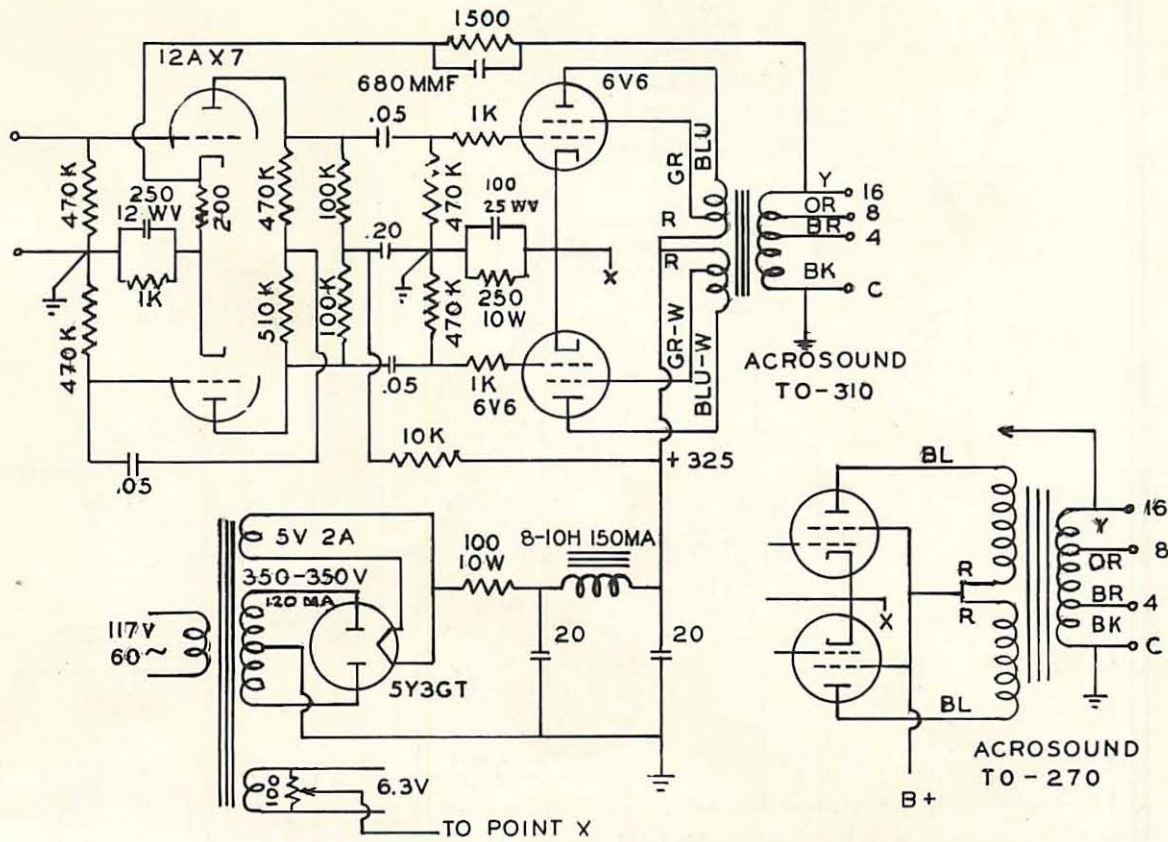 1500
12AX7
680 MMF
6V6
.05
1K
GR
BLU
470K
250
12 WV
200
470K
100K
470K
100
25 WV
.20
R
R
X
1K
250
10W
470K
510K
100K
470K
GR-W
BLU-W
.05
1K
6V6
.05
10K
+325
Y
16
OR
8
BR
4
BK
C
ACROSOUND
TO-310
5V 2A
350-350V
120 MA
117V
60~
5Y3GT
100
10W
8-10H 150MA
20
20
100
6.3V
TO POINT X
BL
R
R
X
BL
B+
16
Y
8
OR
BR
4
BK
C
ACROSOUND
TO-270